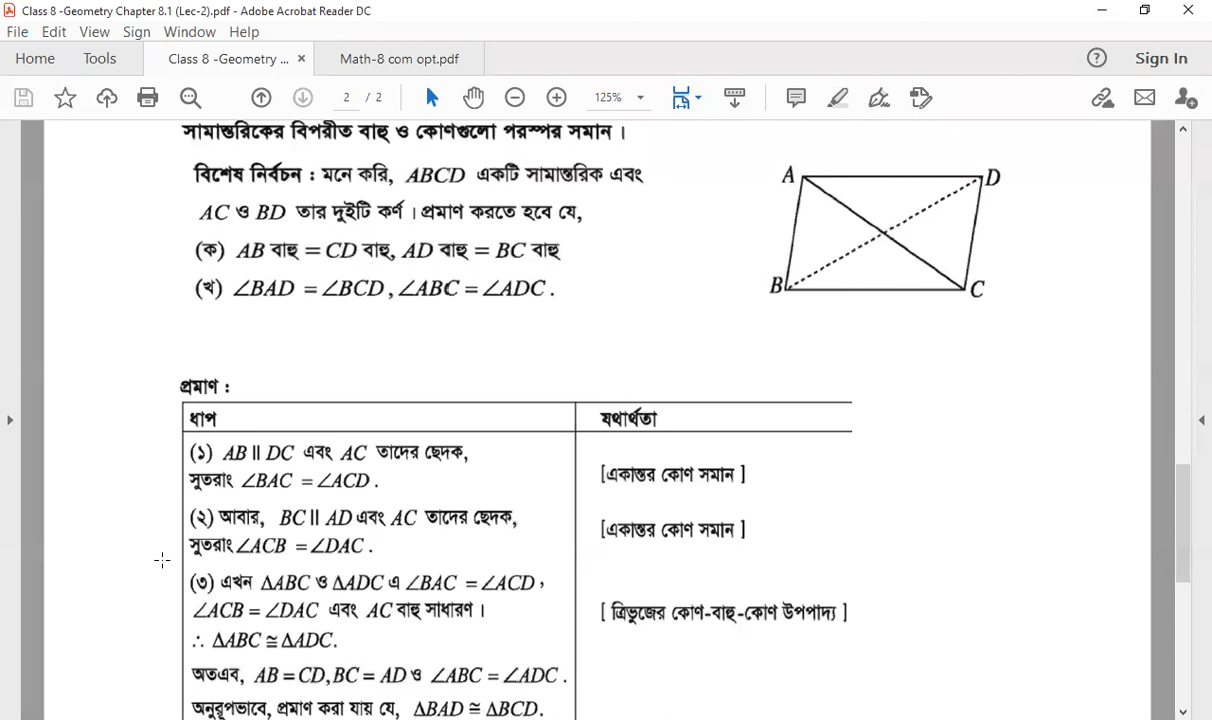 Class 8 -Geometry Chapter 8.1 (Lec-2).pdf - Adobe Acrobat Reader DC
File Edit View Sign Window Help
Home Tools Class 8 -Geometry ... × Math-8 com opt.pdf Sign In
2 / 2 125%
সামান্তরিকের বিপরীত বাহু ও কোণগুলো পরস্পর সমান ।
বিশেষ নির্বচন : মনে করি, ABCD একটি সামান্তরিক এবং
AC ও BD তার দুইটি কর্ণ । প্রমাণ করতে হবে যে,
(ক) AB বাহু = CD বাহু, AD বাহু = BC বাহু
(খ) ∠BAD = ∠BCD, ∠ABC = ∠ADC .
A D
B C
প্রমাণ :
ধাপ যথার্থতা
(১) AB || DC এবং AC তাদের ছেদক,
সুতরাং ∠BAC = ∠ACD .
[একান্তর কোণ সমান ]
(২) আবার, BC || AD এবং AC তাদের ছেদক,
সুতরাং ∠ACB = ∠DAC .
[একান্তর কোণ সমান ]
(৩) এখন ΔABC ও ΔADC এ ∠BAC = ∠ACD ,
∠ACB = ∠DAC এবং AC বাহু সাধারণ ।
[ ত্রিভুজের কোণ-বাহু-কোণ উপপাদ্য ]
∴ ΔABC ≅ ΔADC.
অতএব, AB = CD, BC = AD ও ∠ABC = ∠ADC .
অনুরূপভাবে, প্রমাণ করা যায় যে, ΔBAD ≅ ΔBCD.